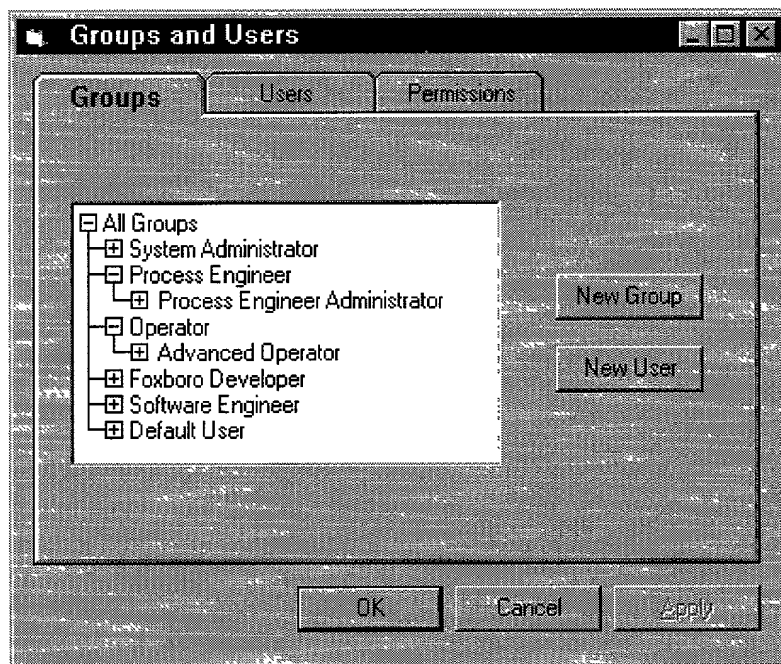 Groups and Users
Groups Users Permissions
All Groups
System Administrator
Process Engineer
Process Engineer Administrator
Operator
Advanced Operator
Foxboro Developer
Software Engineer
Default User
New Group
New User
OK Cancel Apply